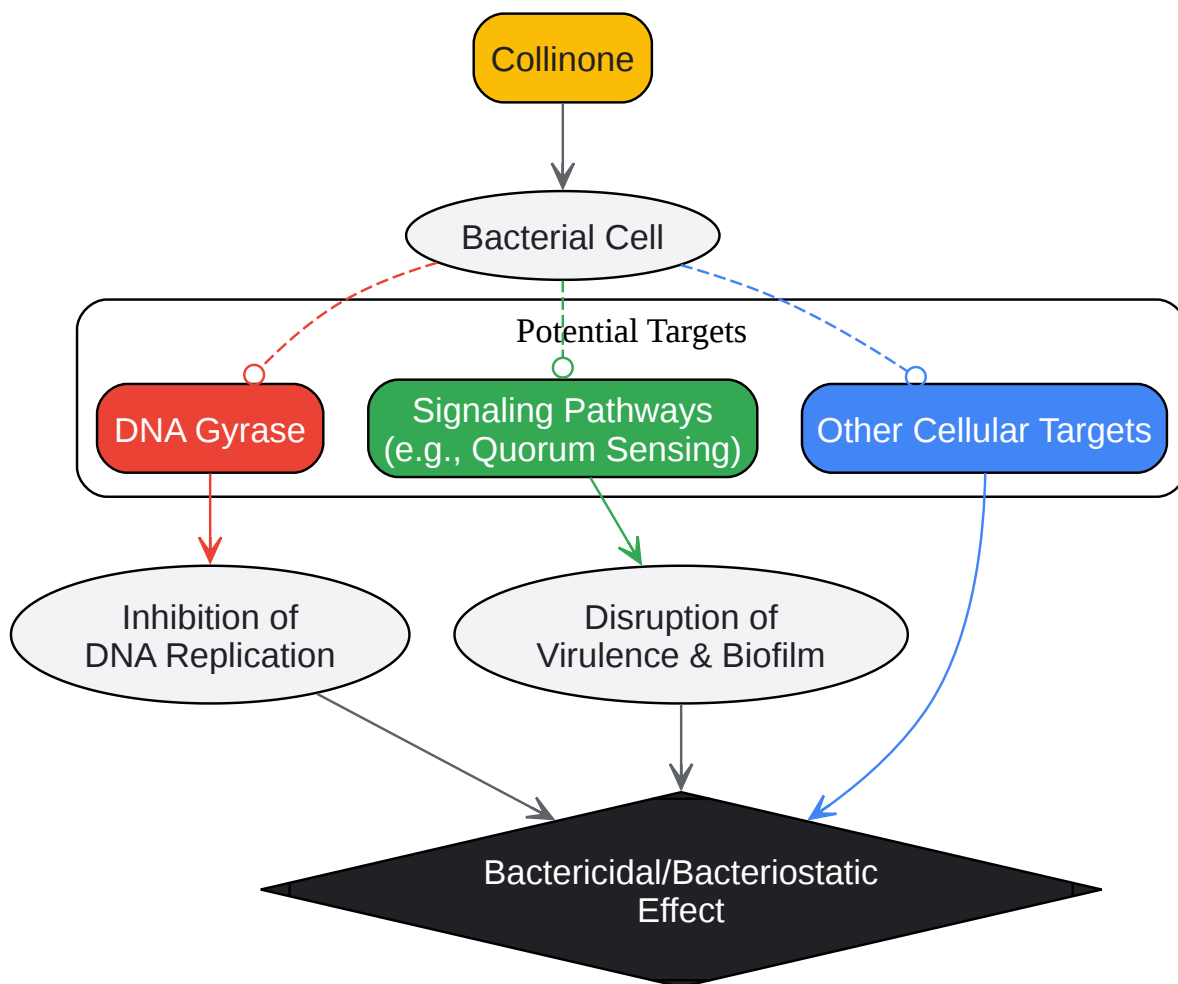 Collinone
Bacterial Cell
Potential Targets
DNA Gyrase
Signaling Pathways
(e.g., Quorum Sensing)
Other Cellular Targets
Inhibition of
DNA Replication
Disruption of
Virulence & Biofilm
Bactericidal/Bacteriostatic
Effect